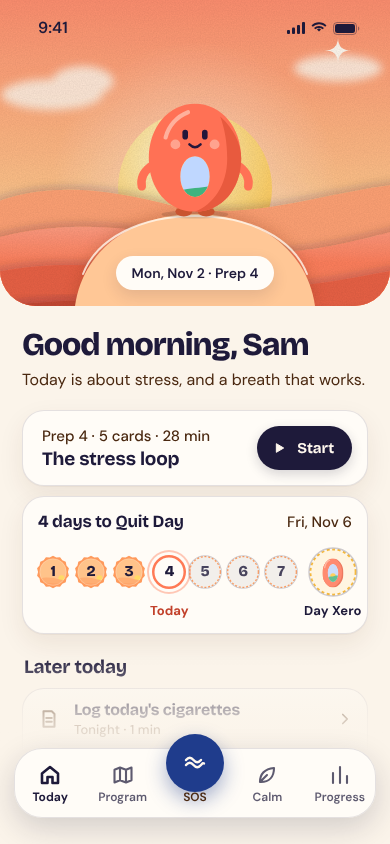 9:41
Mon, Nov 2 · Prep 4
Good morning, Sam
Today is about stress, and a breath that works.
Prep 4 · 5 cards · 28 min
The stress loop
Start
4 days to Quit Day
Fri, Nov 6
1 2 3 4 5 6 7
Today
Day Xero
Later today
Log today's cigarettes
Tonight · 1 min
Today
Program
SOS
Calm
Progress